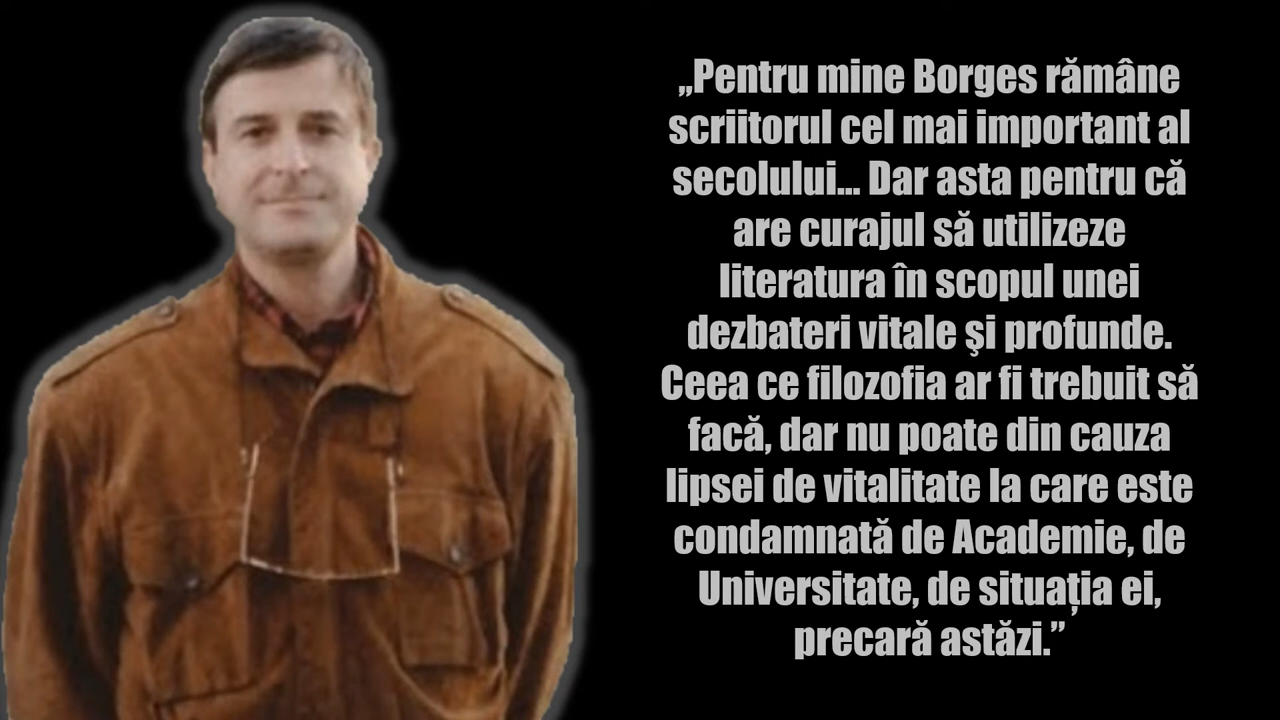 „Pentru mine Borges rămâne
scriitorul cel mai important al
secolului... Dar asta pentru că
are curajul să utilizeze
literatura în scopul unei
dezbateri vitale şi profunde.
Ceea ce filozofia ar fi trebuit să
facă, dar nu poate din cauza
lipsei de vitalitate la care este
condamnată de Academie, de
Universitate, de situația ei,
precară astăzi.”